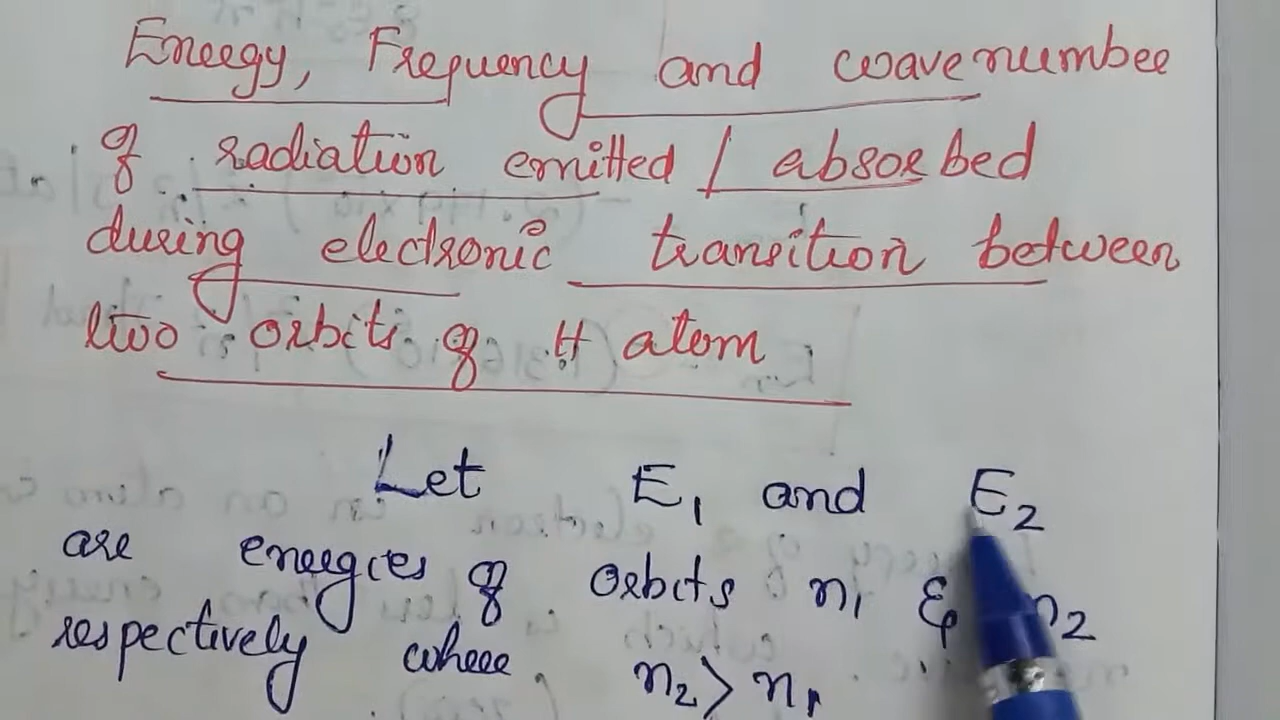 Energy, Frequency and wavenumber
of radiation emitted / absorbed
during electronic transition between
two orbits of H atom
Let E₁ and E₂
are energies of orbits n₁ & n₂
respectively where n₂ > n₁